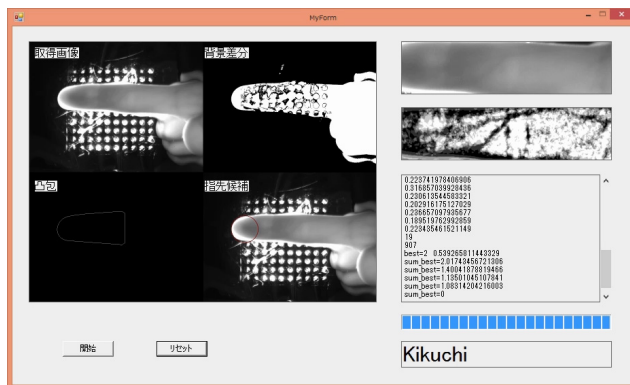 MyForm
取得画像
背景差分
凸包
指先候補
0.223741978406906
0.316857039928436
0.230613544583321
0.202916175127029
0.236657097935677
0.189519762992859
0.223435461521149
19
907
best=2 0.539265811443329
sum_best=2.01743456721306
sum_best=1.40041878819466
sum_best=1.13501045107841
sum_best=1.08314204216003
sum_best=0
開始
リセット
Kikuchi